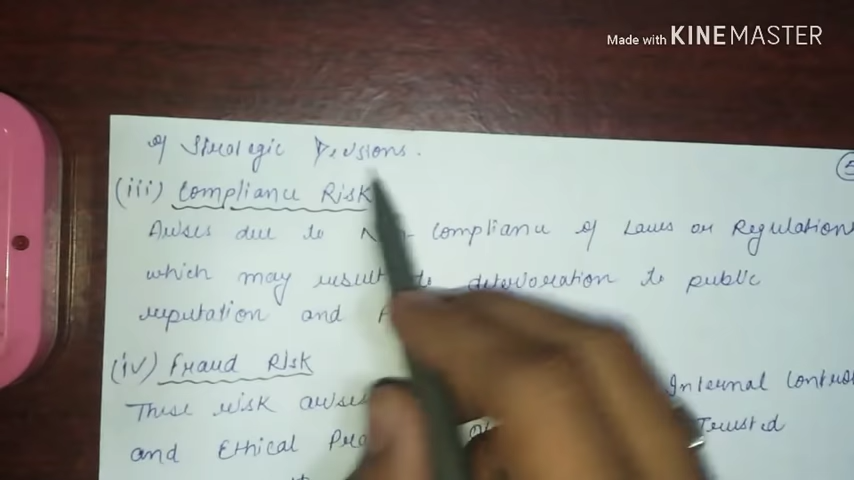 Made with KINEMASTER
of Strategic Decisions.
5
(iii) Compliance Risk
Arises due to Non- Compliance of Laws or Regulations
which may result to deterioration to public
reputation and
(iv) Fraud Risk
These risk arises Internal Control
and Ethical Trusted